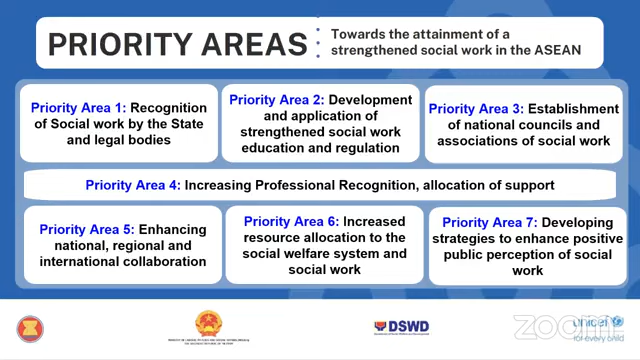 PRIORITY AREAS
Towards the attainment of a
strengthened social work in the ASEAN
Priority Area 1: Recognition
of Social work by the State
and legal bodies
Priority Area 2: Development
and application of
strengthened social work
education and regulation
Priority Area 3: Establishment
of national councils and
associations of social work
Priority Area 4: Increasing Professional Recognition, allocation of support
Priority Area 5: Enhancing
national, regional and
international collaboration
Priority Area 6: Increased
resource allocation to the
social welfare system and
social work
Priority Area 7: Developing
strategies to enhance positive
public perception of social
work
DSWD
unicef
for every child
zoom